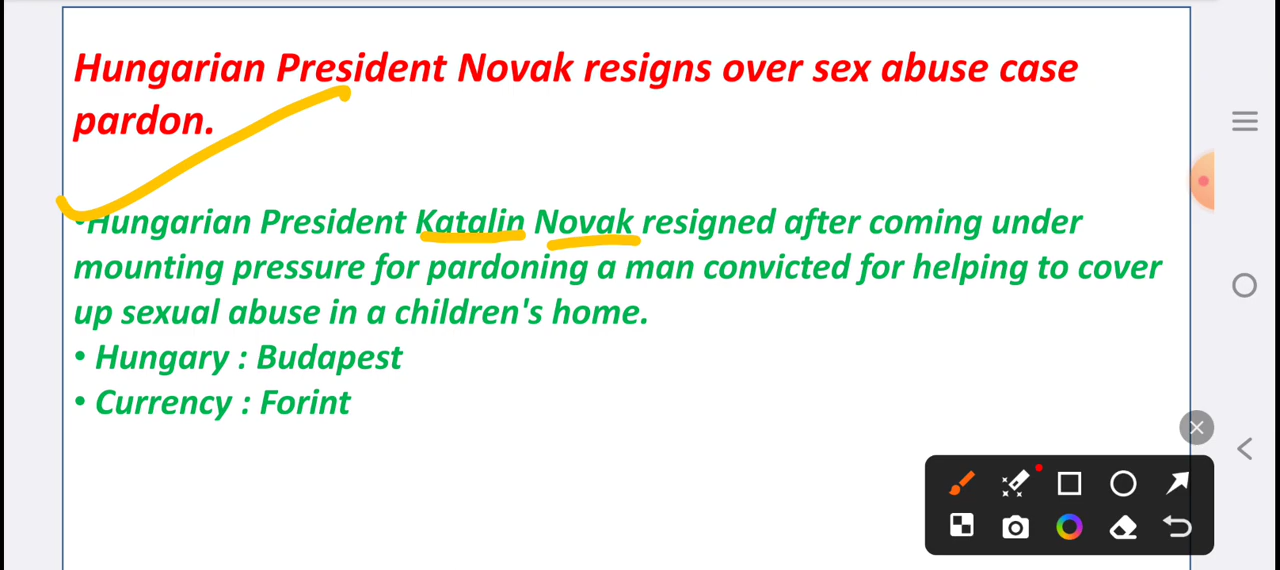 Hungarian President Novak resigns over sex abuse case
pardon.
•Hungarian President Katalin Novak resigned after coming under
mounting pressure for pardoning a man convicted for helping to cover
up sexual abuse in a children's home.
• Hungary : Budapest
• Currency : Forint